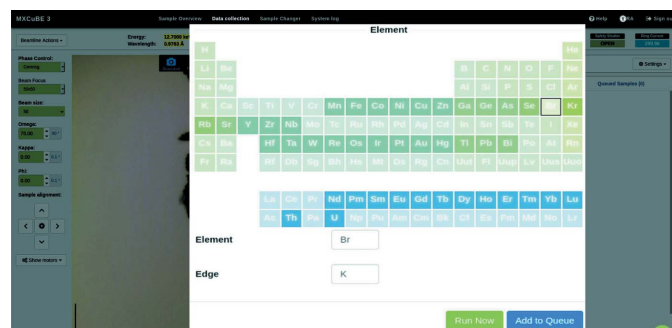 MXCuBE 3
Sample Overview Data collection Sample Changer System log
Help Sign out
Beamline Actions
Energy: 12.7000 keV
Wavelength: 0.9763 Å
OPEN
Settings
Phase Control:
Centring
Beam Focus
Beam size:
Omega:
Kappa:
0.00
Phi:
0.00
Sample alignment:
Show motors
Queued Samples (0)
Element
H He
Li Be B C N O F Ne
Na Mg Al Si P S Cl Ar
K Ca Sc Ti V Cr Mn Fe Co Ni Cu Zn Ga Ge As Se Br Kr
Rb Sr Y Zr Nb Mo Tc Ru Rh Pd Ag Cd In Sn Sb Te I Xe
Cs Ba Hf Ta W Re Os Ir Pt Au Hg Tl Pb Bi Po At Rn
Fr Ra Rf Db Sg Bh Hs Mt Ds Rg Cn Uut Fl Uup Lv Uus Uuo
La Ce Pr Nd Pm Sm Eu Gd Tb Dy Ho Er Tm Yb Lu
Ac Th Pa U Np Pu Am Cm Bk Cf Es Fm Md No Lr
Element Br
Edge K
Run Now Add to Queue